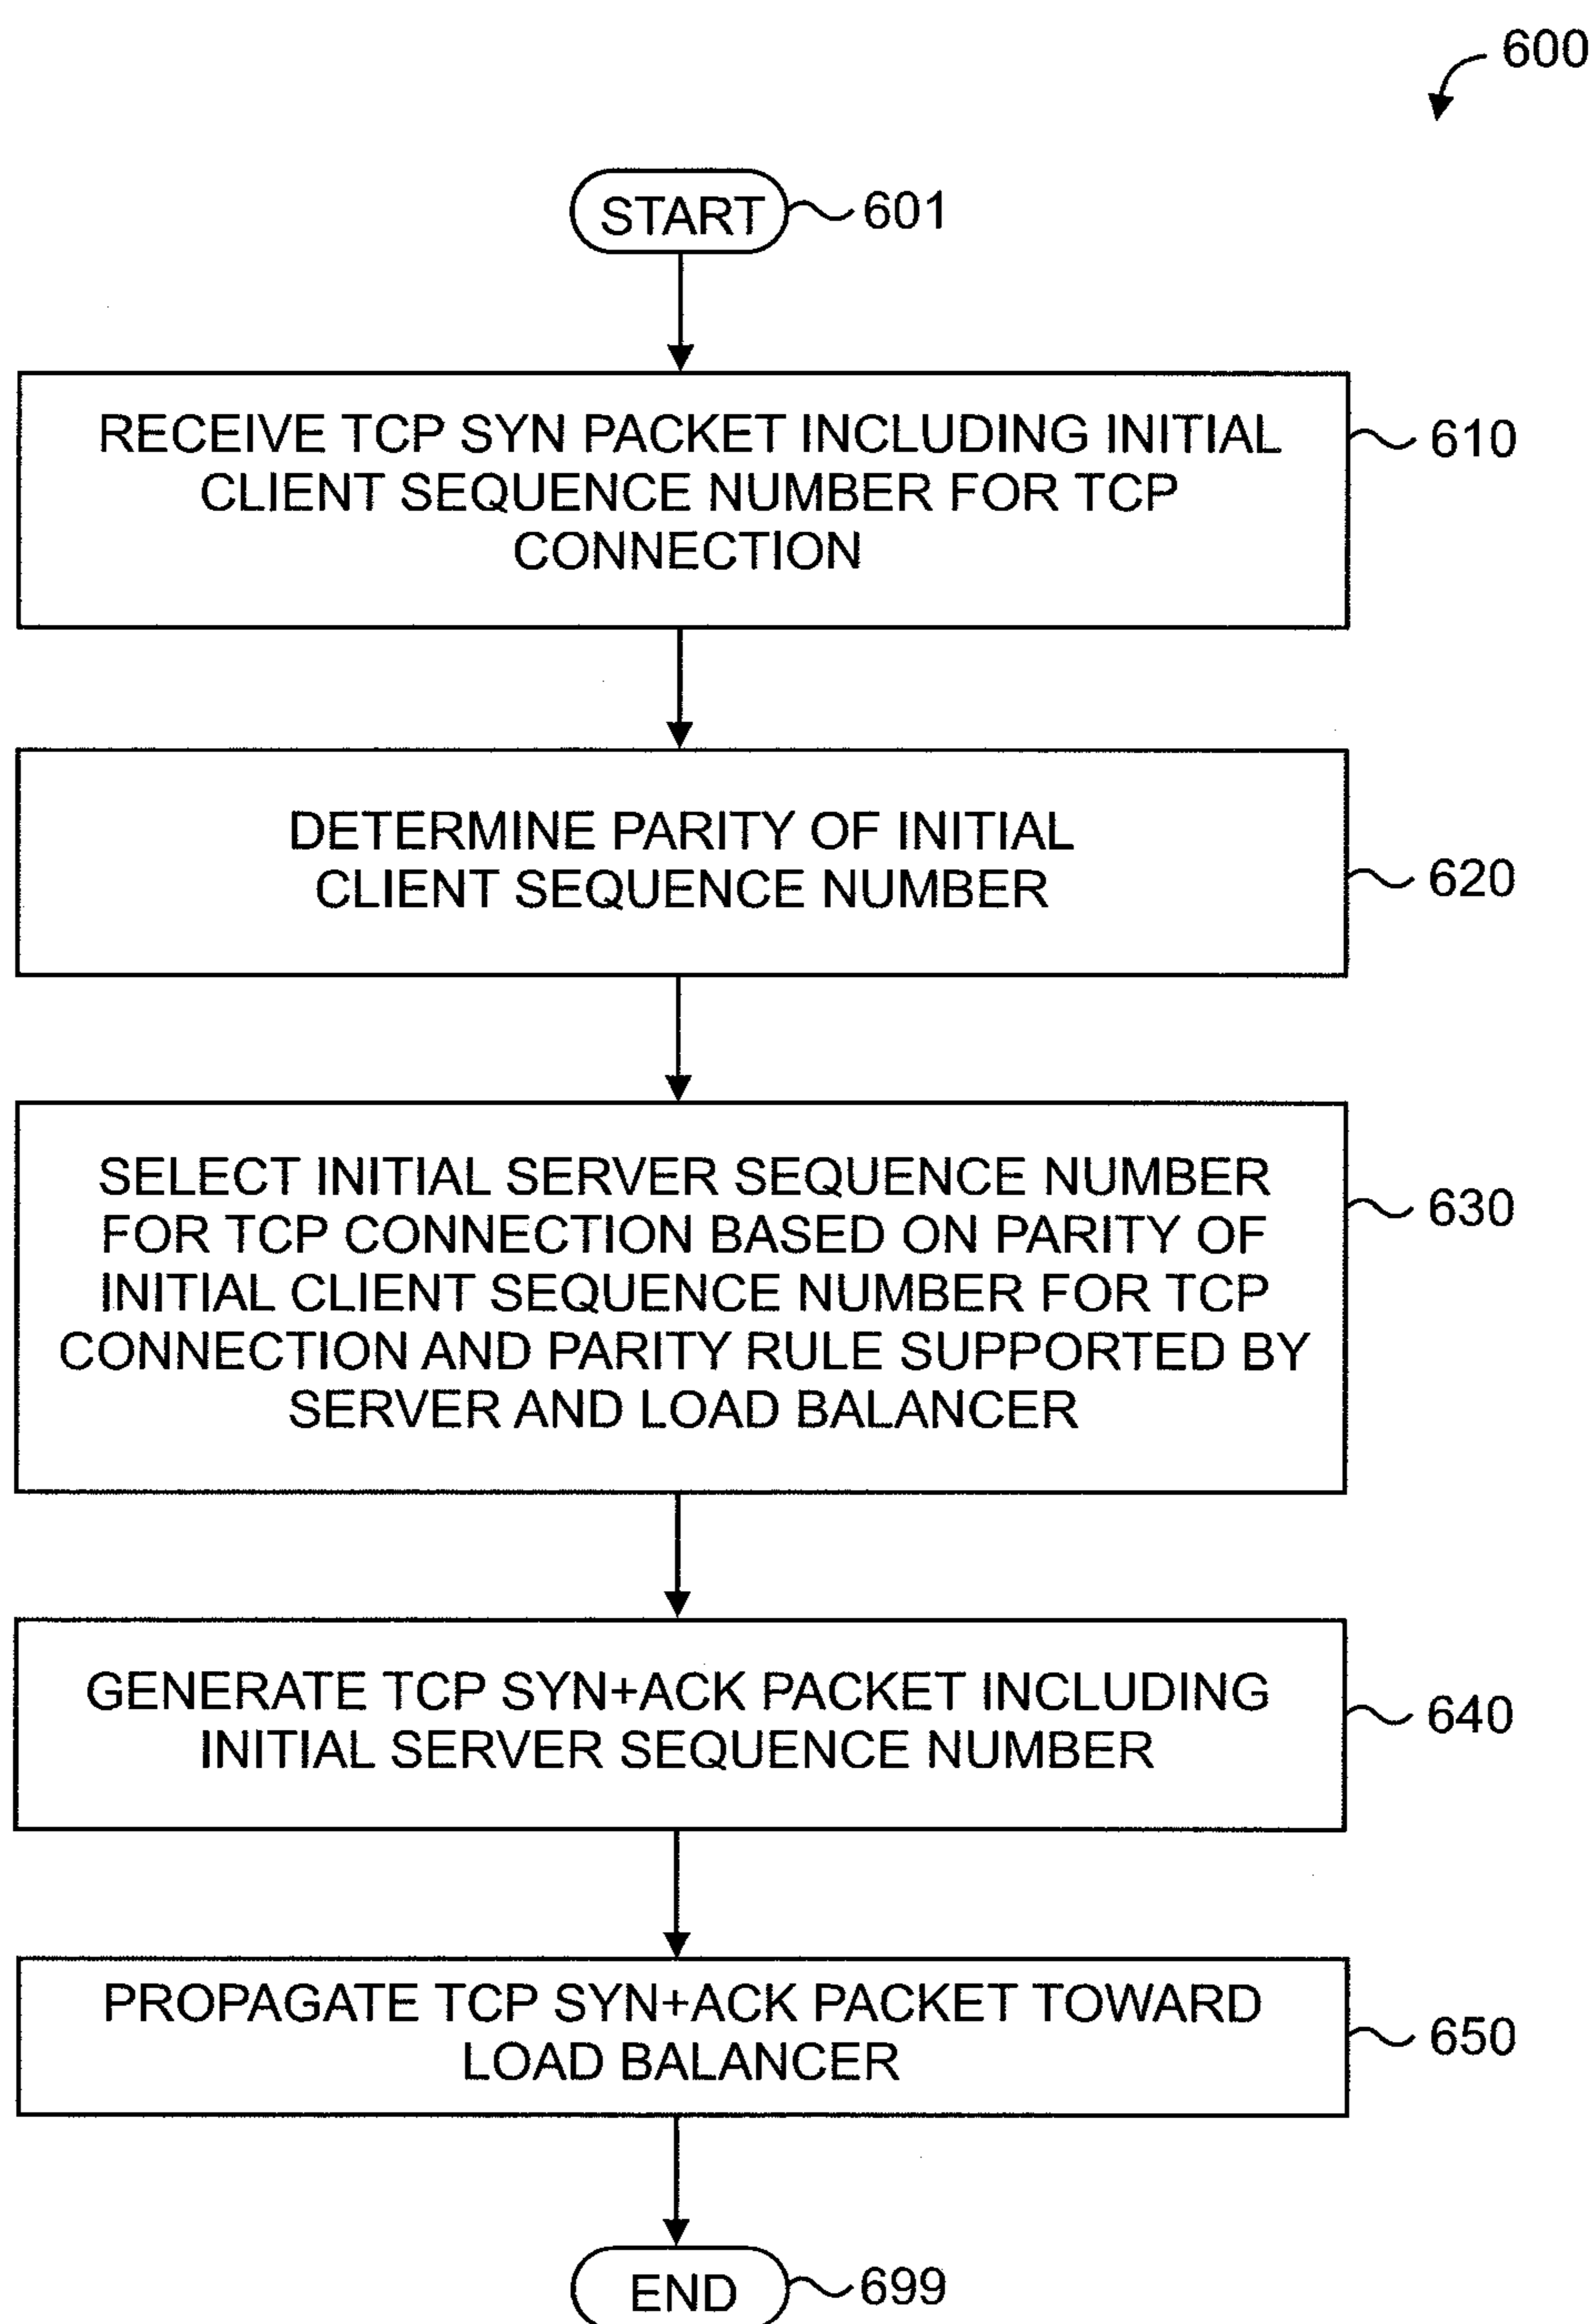 600
START
601
RECEIVE TCP SYN PACKET INCLUDING INITIAL
CLIENT SEQUENCE NUMBER FOR TCP
CONNECTION
610
DETERMINE PARITY OF INITIAL
CLIENT SEQUENCE NUMBER
620
SELECT INITIAL SERVER SEQUENCE NUMBER
FOR TCP CONNECTION BASED ON PARITY OF
INITIAL CLIENT SEQUENCE NUMBER FOR TCP
CONNECTION AND PARITY RULE SUPPORTED BY
SERVER AND LOAD BALANCER
630
GENERATE TCP SYN+ACK PACKET INCLUDING
INITIAL SERVER SEQUENCE NUMBER
640
PROPAGATE TCP SYN+ACK PACKET TOWARD
LOAD BALANCER
650
END
699